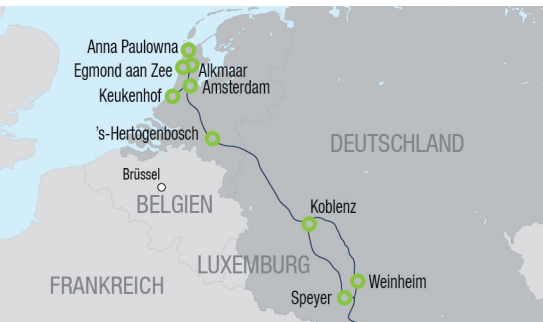 Anna Paulowna
Egmond aan Zee
Alkmaar
Amsterdam
Keukenhof
's-Hertogenbosch
DEUTSCHLAND
Brüssel
BELGIEN
Koblenz
LUXEMBURG
FRANKREICH
Weinheim
Speyer